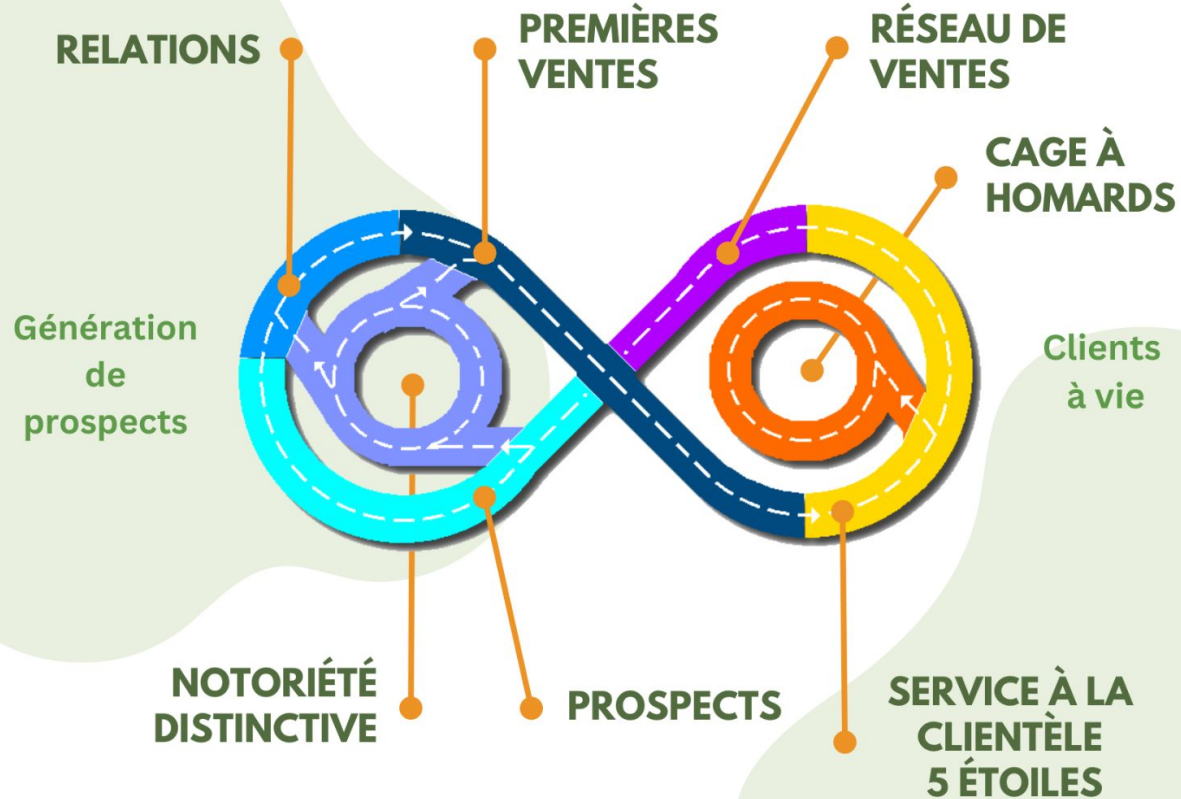 RELATIONS
PREMIÈRES
VENTES
RÉSEAU DE
VENTES
CAGE À
HOMARDS
Génération
de
prospects
Clients
à vie
NOTORIÉTÉ
DISTINCTIVE
PROSPECTS
SERVICE À LA
CLIENTÈLE
5 ÉTOILES